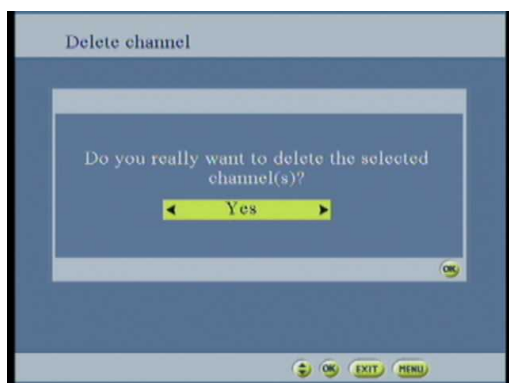 Delete channel
Do you really want to delete the selected
channel(s)?
Yes
OK
OK EXIT MENU